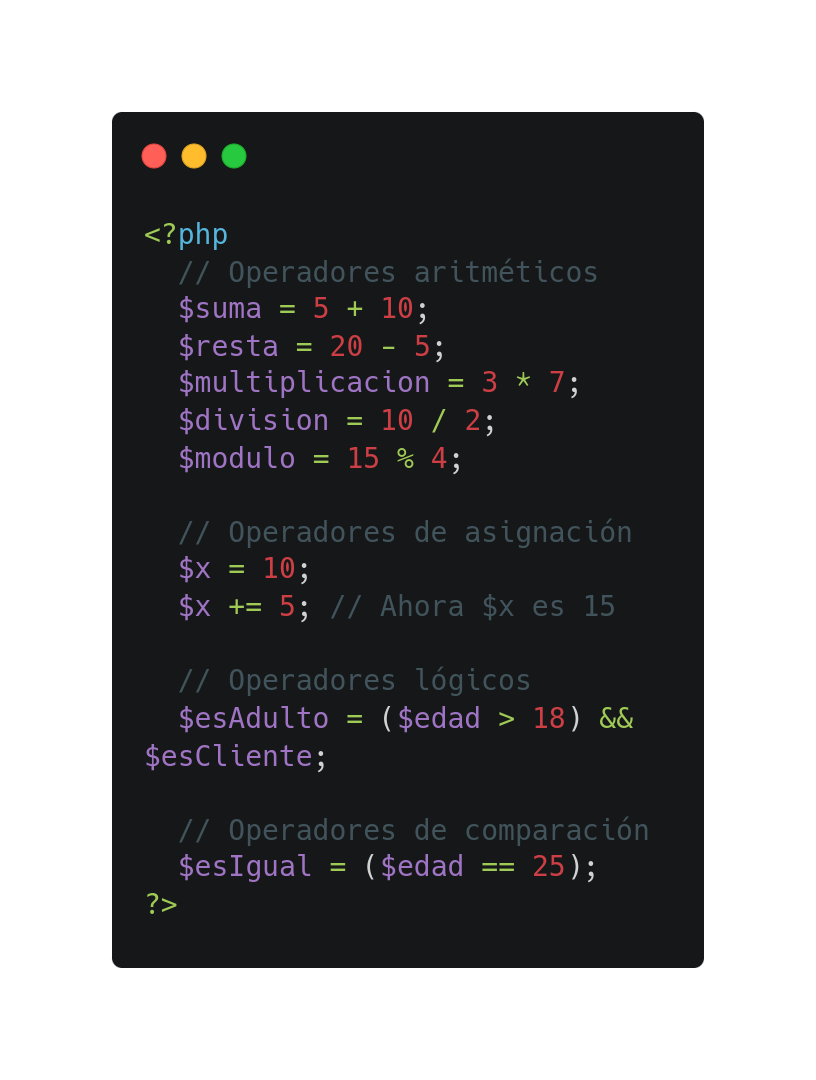 <?php
  // Operadores aritméticos
  $suma = 5 + 10;
  $resta = 20 - 5;
  $multiplicacion = 3 * 7;
  $division = 10 / 2;
  $modulo = 15 % 4;

  // Operadores de asignación
  $x = 10;
  $x += 5; // Ahora $x es 15

  // Operadores lógicos
  $esAdulto = ($edad > 18) &&
$esCliente;

  // Operadores de comparación
  $esIgual = ($edad == 25);
?>